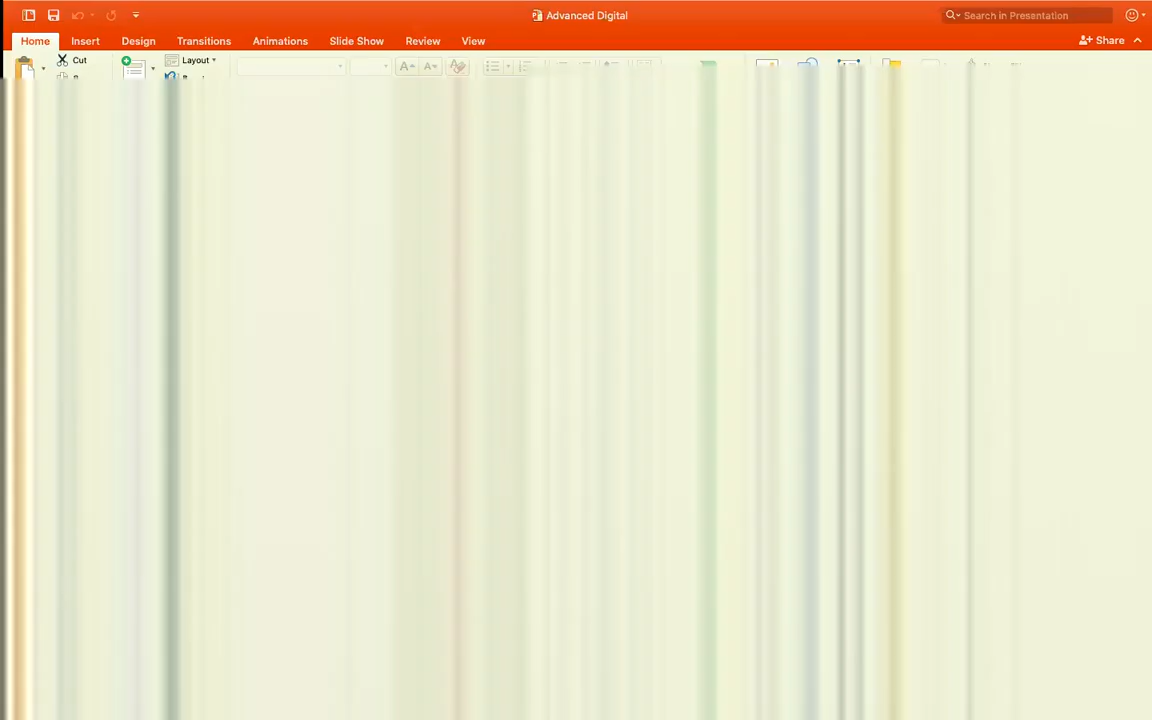 Advanced Digital
Search in Presentation
Home Insert Design Transitions Animations Slide Show Review View
Share
Cut
Layout